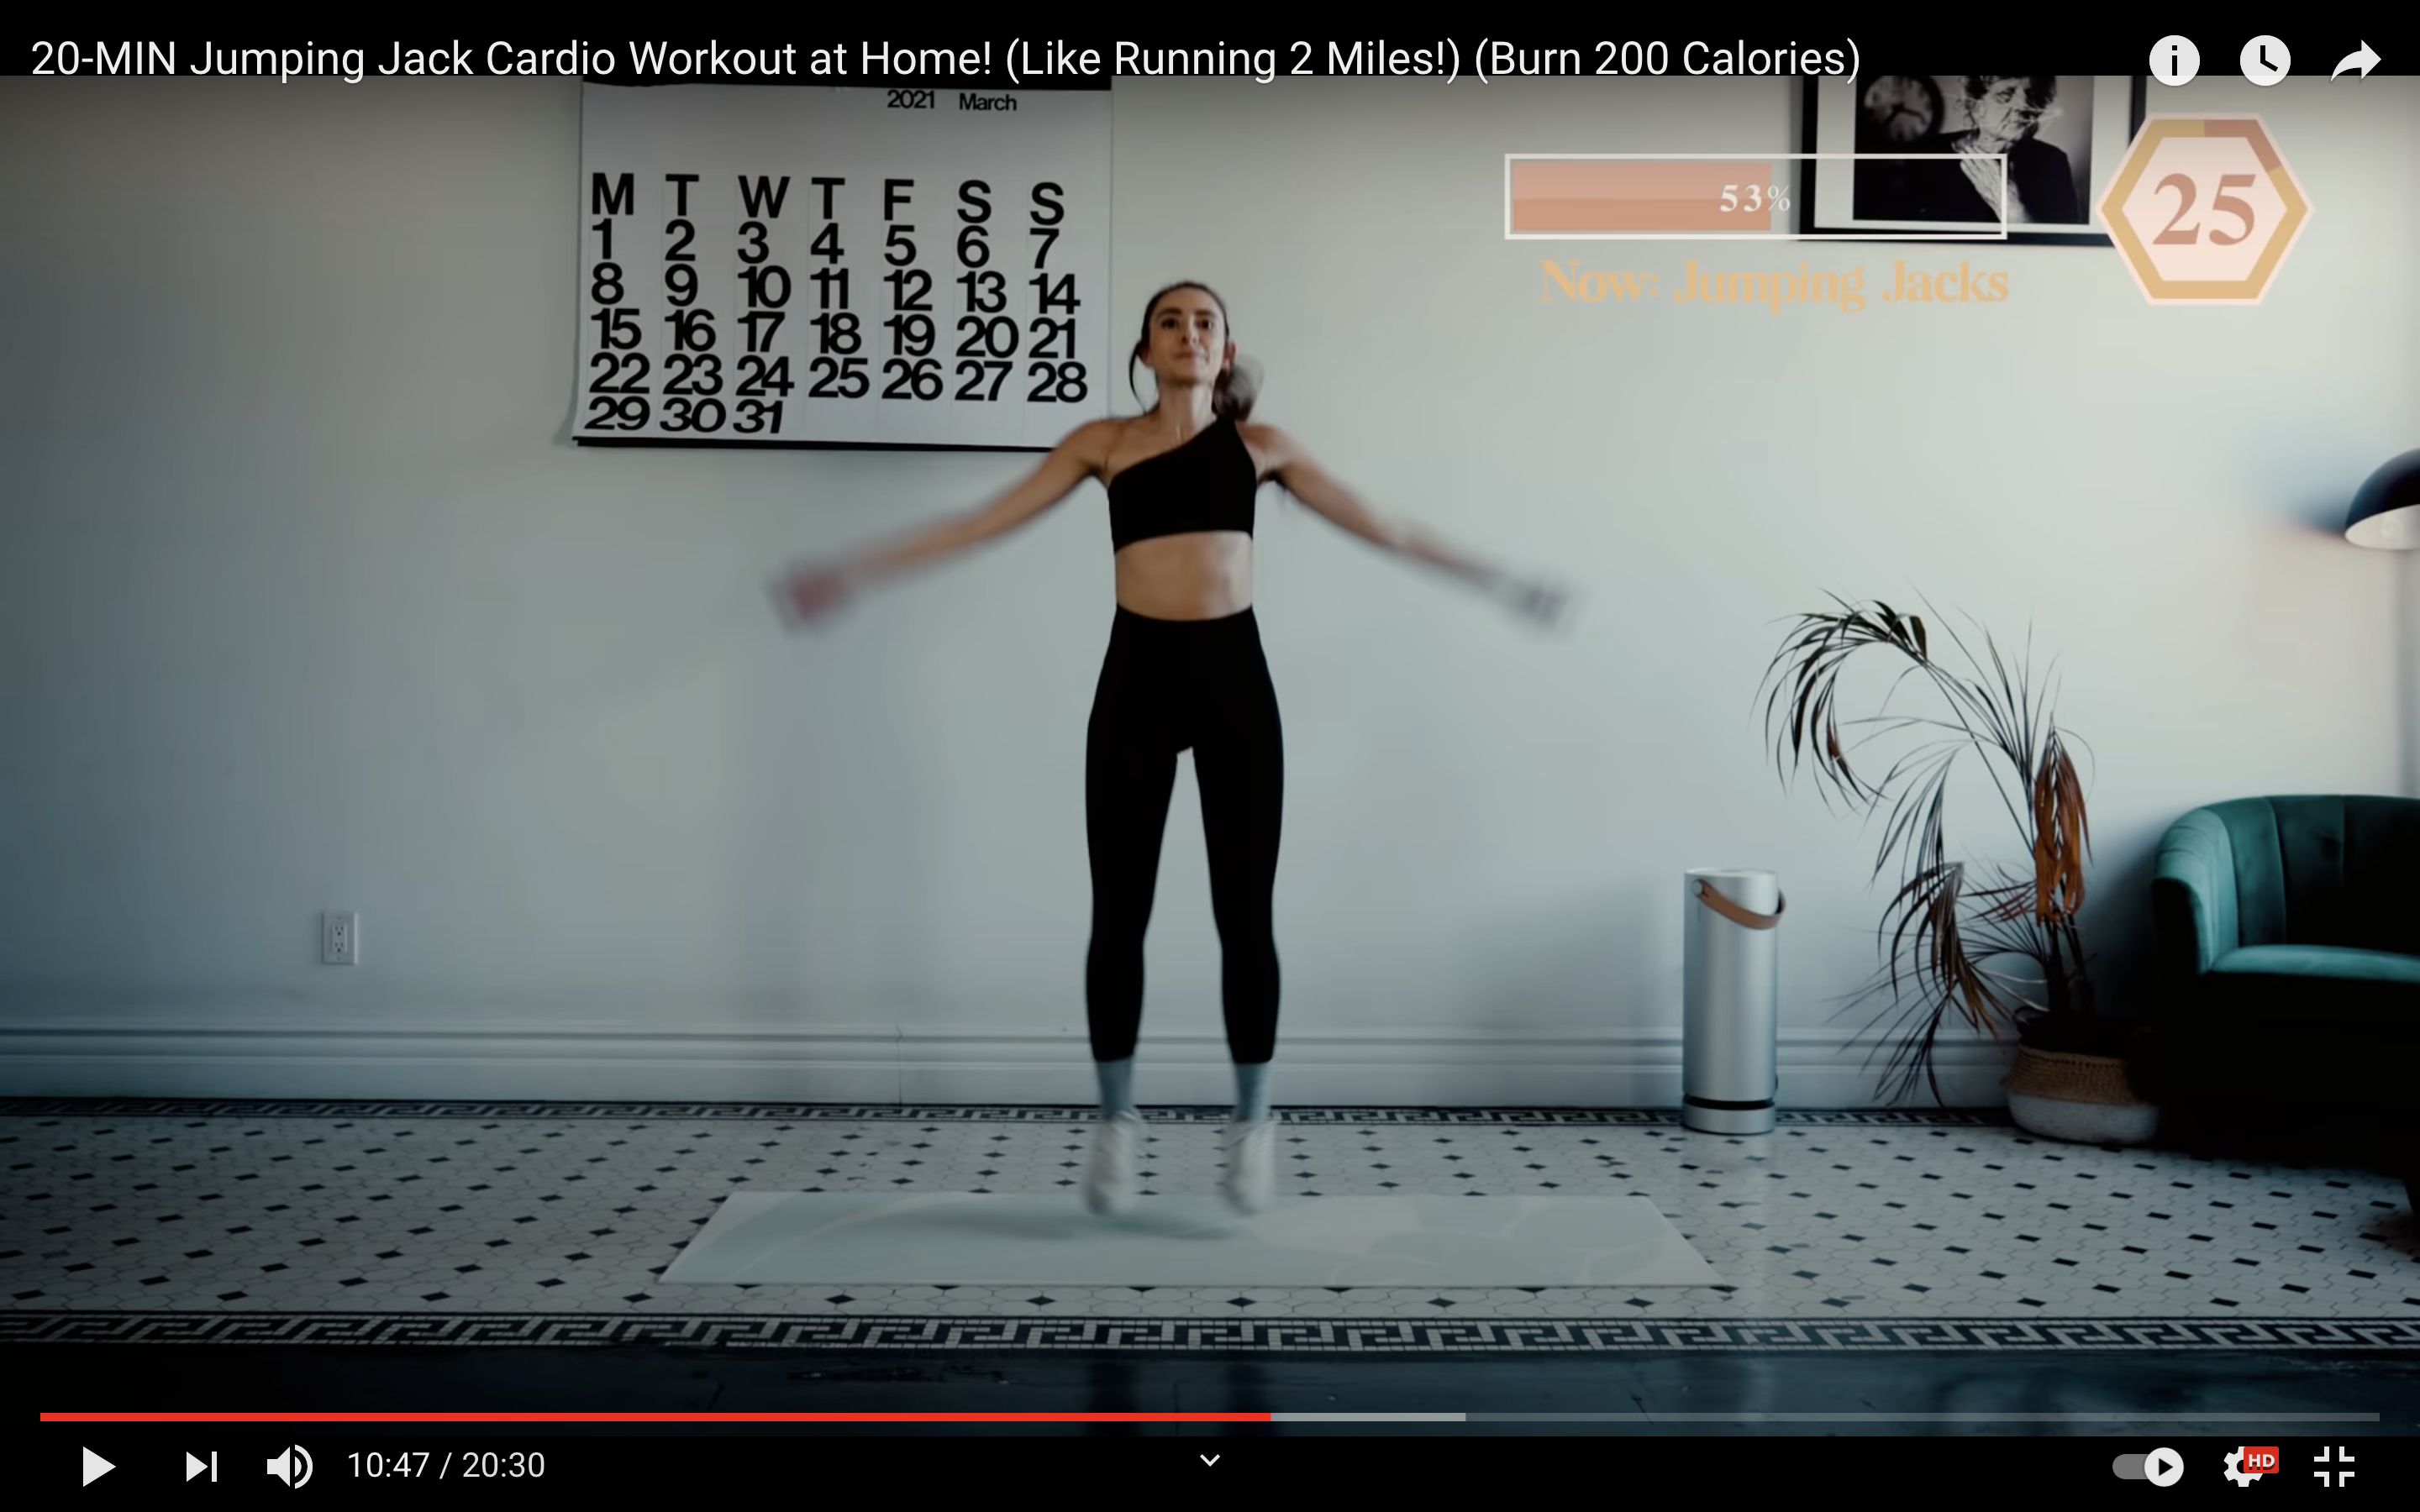 20-MIN Jumping Jack Cardio Workout at Home! (Like Running 2 Miles!) (Burn 200 Calories)
2021 March
M T W T F S S
1 2 3 4 5 6 7
8 9 10 11 12 13 14
15 16 17 18 19 20 21
22 23 24 25 26 27 28
29 30 31
53%
25
Now: Jumping Jacks
10:47 / 20:30
HD